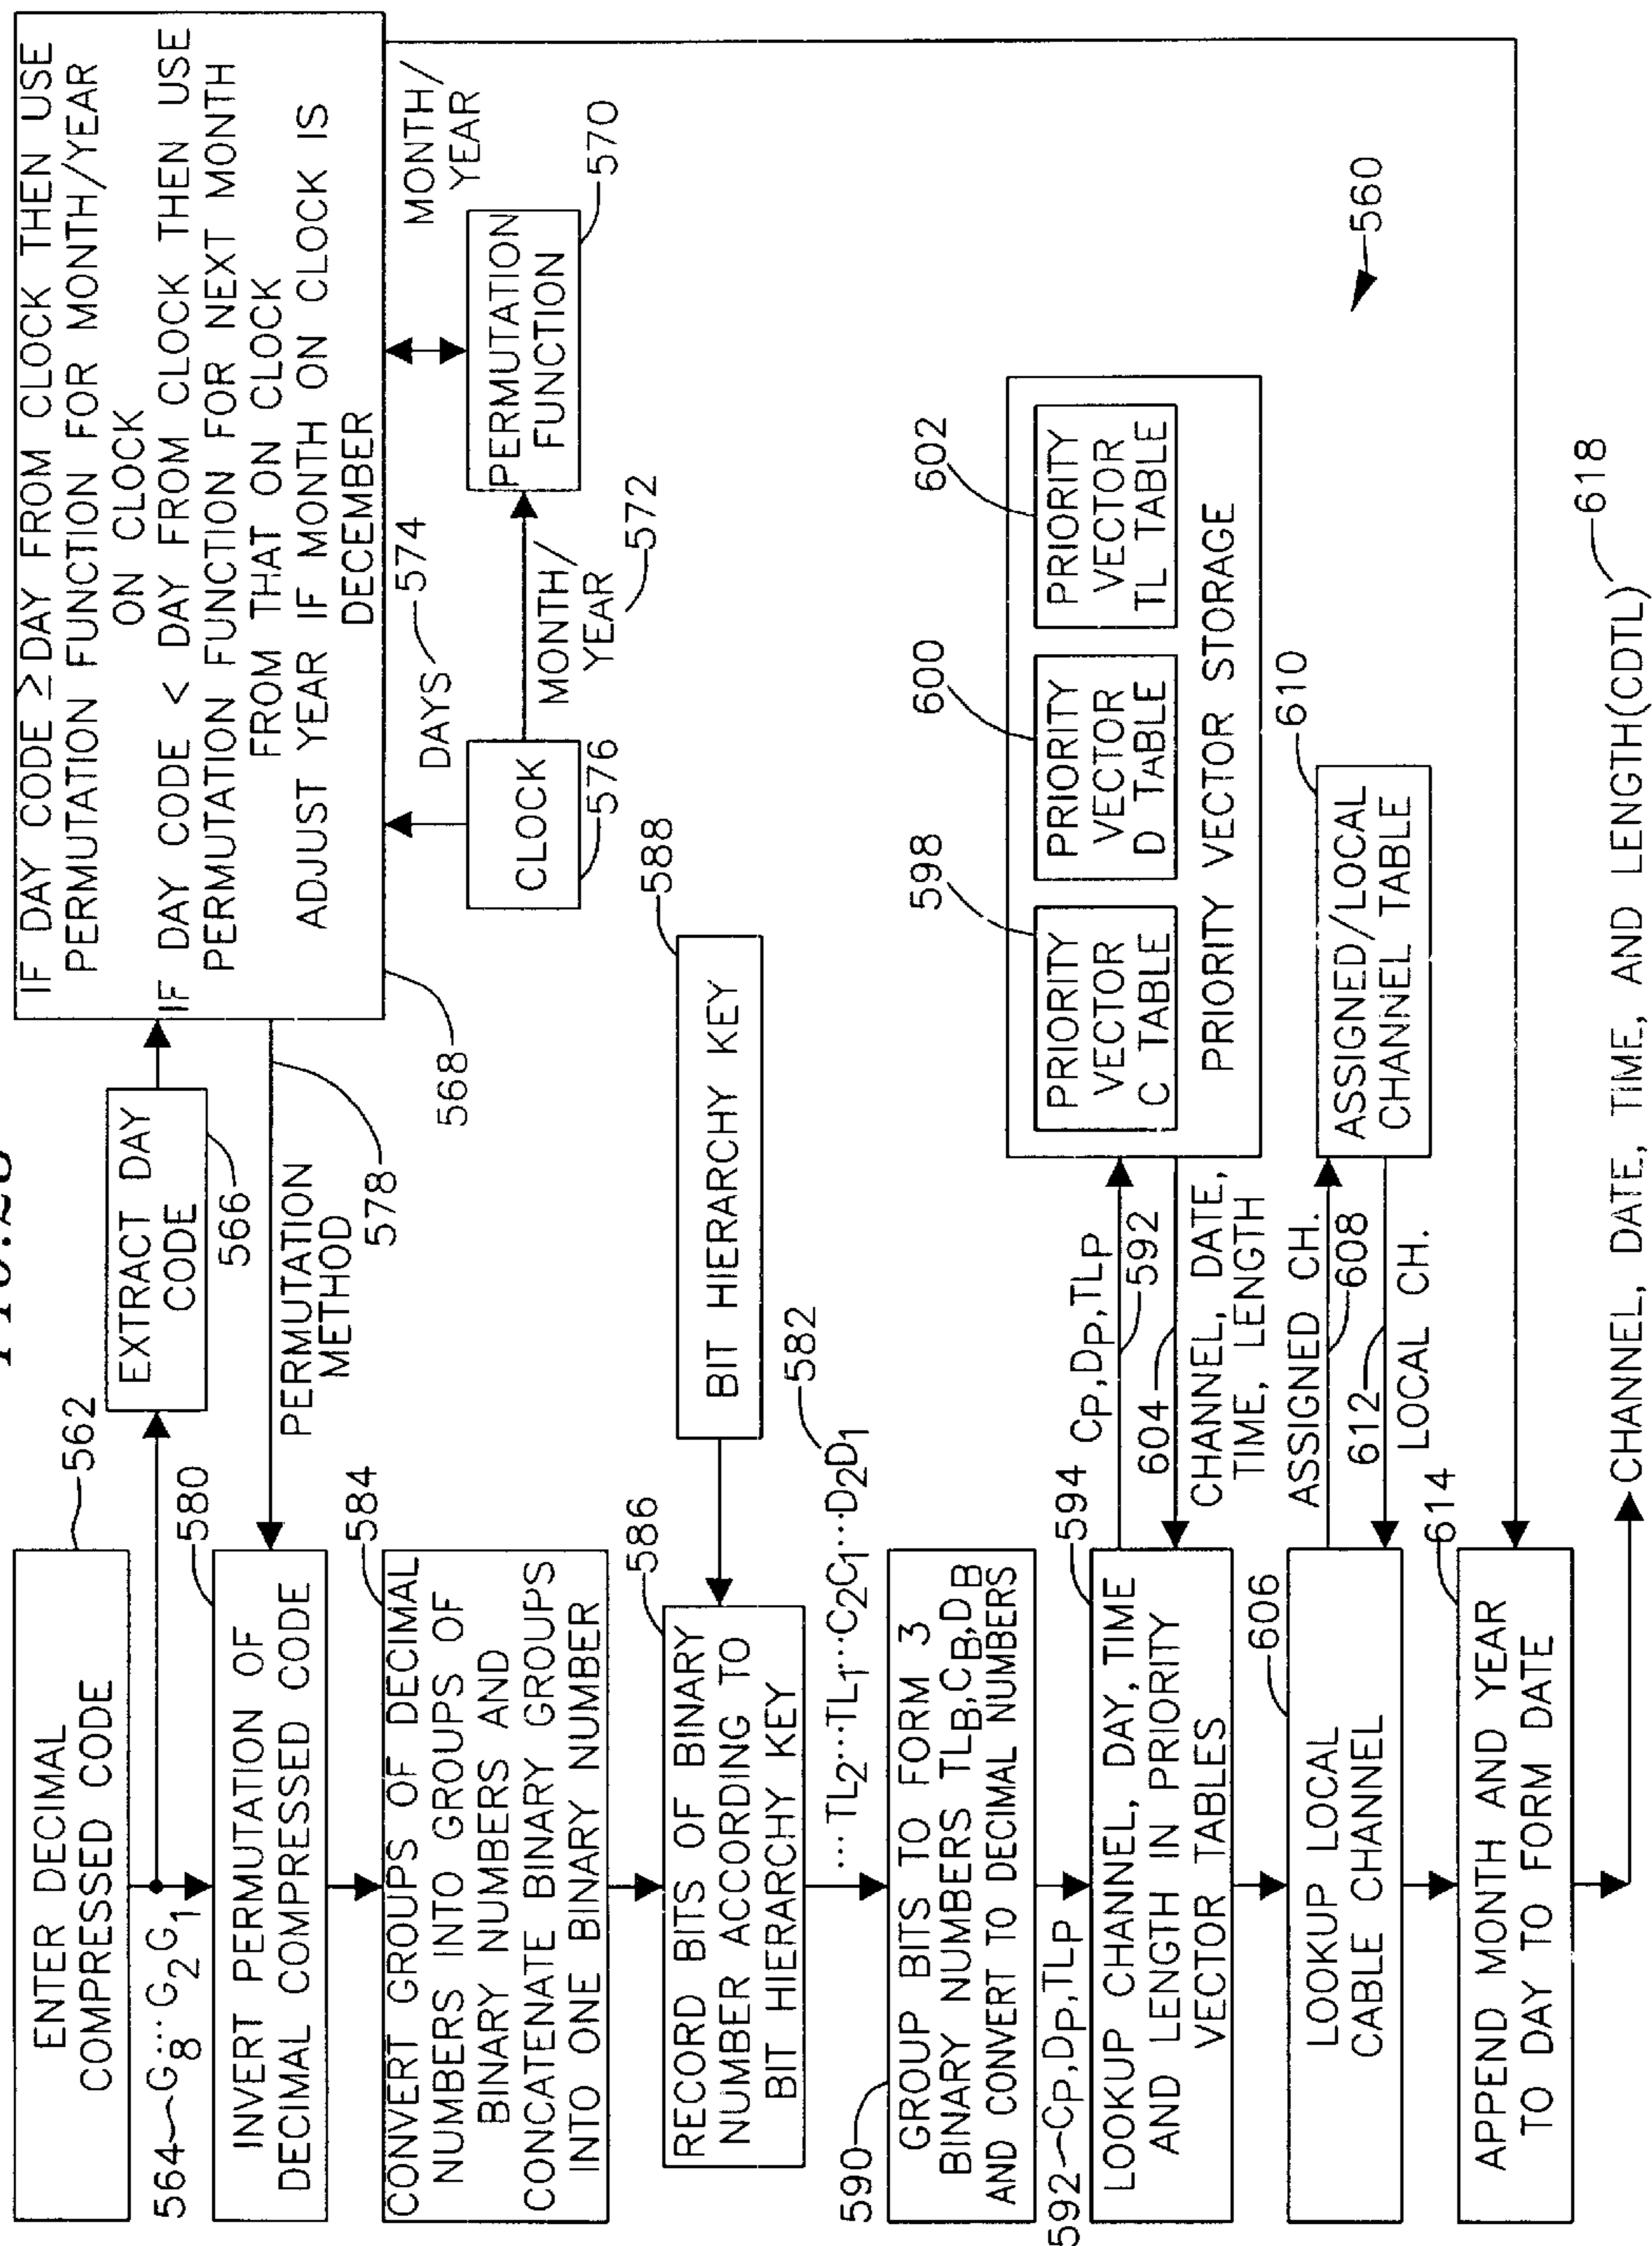 ENTER DECIMAL
COMPRESSED CODE
562
564
G8...G2G1
EXTRACT DAY
CODE
566
IF DAY CODE ≥ DAY FROM CLOCK THEN USE
PERMUTATION FUNCTION FOR MONTH/YEAR
ON CLOCK
IF DAY CODE < DAY FROM CLOCK THEN USE
PERMUTATION FUNCTION FOR NEXT MONTH
FROM THAT ON CLOCK
ADJUST YEAR IF MONTH ON CLOCK IS
DECEMBER
568
INVERT PERMUTATION OF
DECIMAL COMPRESSED CODE
580
PERMUTATION
METHOD
578
DAYS
574
MONTH/
YEAR
CLOCK
576
MONTH/
YEAR
572
PERMUTATION
FUNCTION
570
CONVERT GROUPS OF DECIMAL
NUMBERS INTO GROUPS OF
BINARY NUMBERS AND
CONCATENATE BINARY GROUPS
INTO ONE BINARY NUMBER
584
RECORD BITS OF BINARY
NUMBER ACCORDING TO
BIT HIERARCHY KEY
586
BIT HIERARCHY KEY
588
...TL2...TL1...C2C1...D2D1
582
GROUP BITS TO FORM 3
BINARY NUMBERS TLB,CB,DB
AND CONVERT TO DECIMAL NUMBERS
590
592
CP,DP,TLP
LOOKUP CHANNEL, DAY, TIME
AND LENGTH IN PRIORITY
VECTOR TABLES
594
CP,DP,TLP
592
604
CHANNEL, DATE,
TIME, LENGTH
PRIORITY
VECTOR
C TABLE
598
PRIORITY
VECTOR
D TABLE
600
PRIORITY
VECTOR
TL TABLE
602
PRIORITY VECTOR STORAGE
LOOKUP LOCAL
CABLE CHANNEL
606
ASSIGNED CH.
608
612
LOCAL CH.
ASSIGNED/LOCAL
CHANNEL TABLE
610
560
APPEND MONTH AND YEAR
TO DAY TO FORM DATE
614
CHANNEL, DATE, TIME, AND LENGTH(CDTL)
618